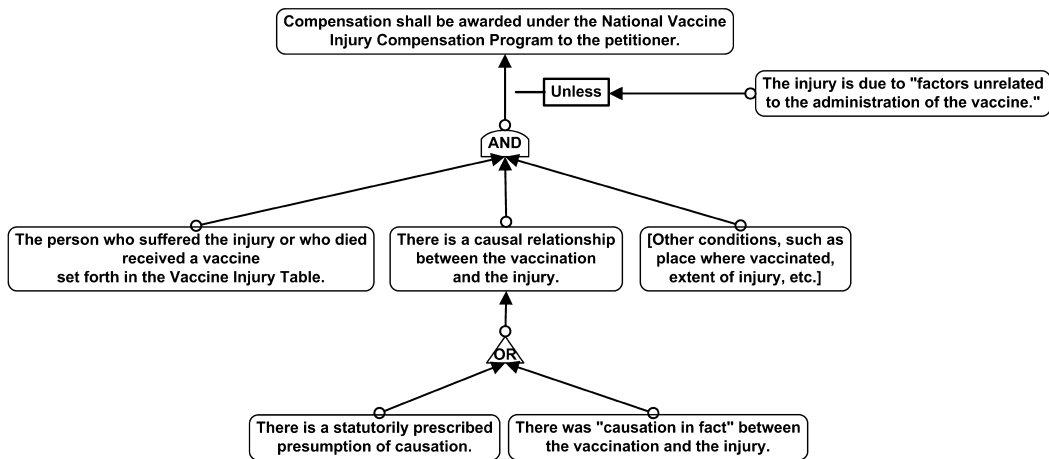 Compensation shall be awarded under the National Vaccine
Injury Compensation Program to the petitioner.
Unless
The injury is due to "factors unrelated
to the administration of the vaccine."
AND
The person who suffered the injury or who died
received a vaccine
set forth in the Vaccine Injury Table.
There is a causal relationship
between the vaccination
and the injury.
[Other conditions, such as
place where vaccinated,
extent of injury, etc.]
OR
There is a statutorily prescribed
presumption of causation.
There was "causation in fact" between
the vaccination and the injury.